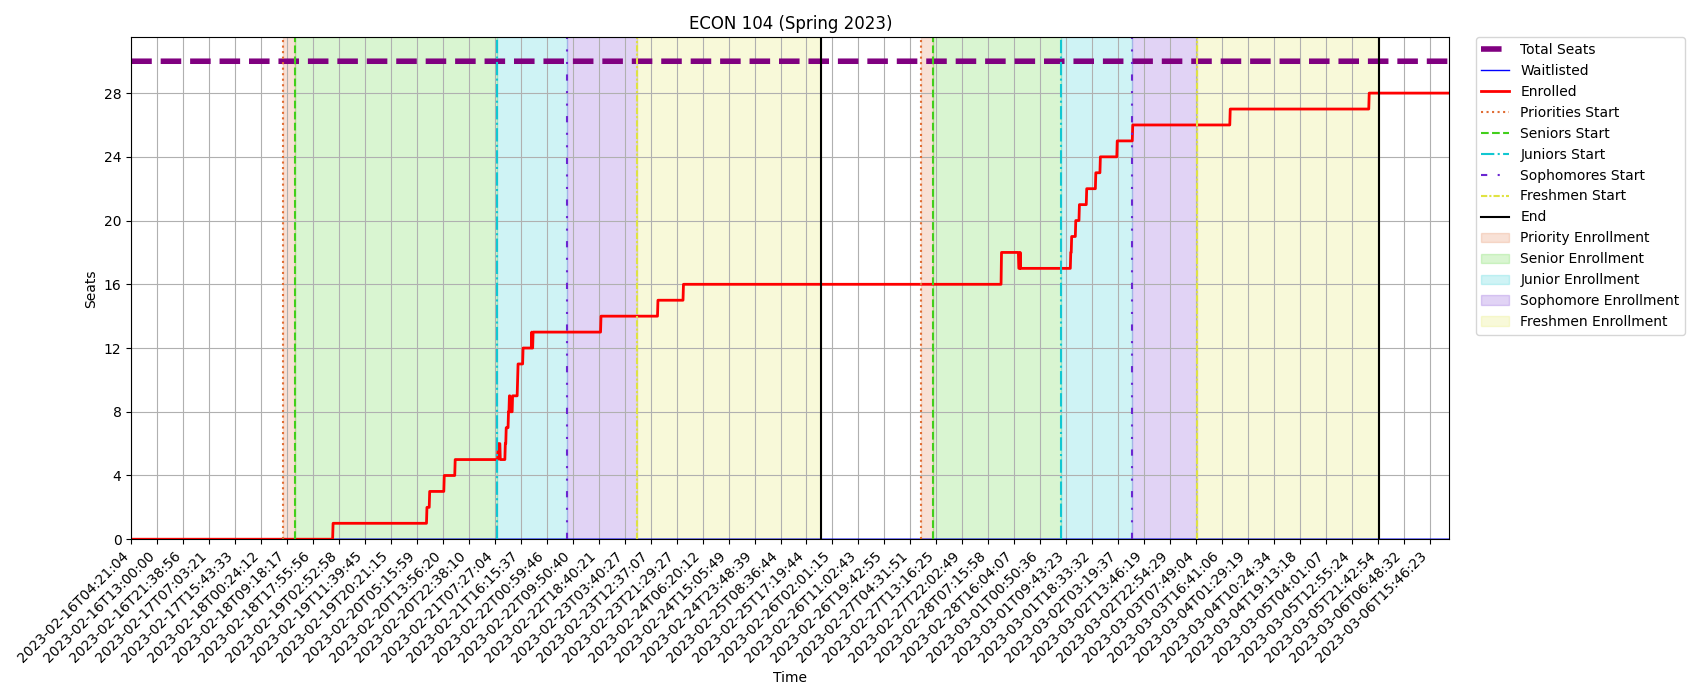 ECON 104 (Spring 2023)
Total Seats
Waitlisted
Enrolled
Priorities Start
Seniors Start
Juniors Start
Sophomores Start
Freshmen Start
End
Priority Enrollment
Senior Enrollment
Junior Enrollment
Sophomore Enrollment
Freshmen Enrollment
Seats
28
24
20
16
12
8
4
0
2023-02-16T04:21:04
2023-02-16T13:00:00
2023-02-16T21:38:56
2023-02-17T07:03:21
2023-02-17T15:43:33
2023-02-18T00:24:12
2023-02-18T09:18:17
2023-02-18T17:55:56
2023-02-19T02:52:58
2023-02-19T11:39:45
2023-02-19T20:21:15
2023-02-20T05:15:59
2023-02-20T13:56:20
2023-02-20T22:38:10
2023-02-21T07:27:04
2023-02-21T16:15:37
2023-02-22T00:59:46
2023-02-22T09:50:40
2023-02-22T18:40:21
2023-02-23T03:40:27
2023-02-23T12:37:07
2023-02-23T21:29:27
2023-02-24T06:20:12
2023-02-24T15:05:49
2023-02-24T23:48:39
2023-02-25T08:36:44
2023-02-25T17:19:44
2023-02-26T02:01:15
2023-02-26T11:02:43
2023-02-26T19:42:55
2023-02-27T04:31:51
2023-02-27T13:16:25
2023-02-27T22:02:49
2023-02-28T07:15:58
2023-02-28T16:04:07
2023-03-01T00:50:36
2023-03-01T09:43:23
2023-03-01T18:33:32
2023-03-02T03:19:37
2023-03-02T13:46:19
2023-03-02T22:54:29
2023-03-03T07:49:04
2023-03-03T16:41:06
2023-03-04T01:29:19
2023-03-04T10:24:34
2023-03-04T19:13:18
2023-03-05T04:01:07
2023-03-05T12:55:24
2023-03-05T21:42:54
2023-03-06T06:48:32
2023-03-06T15:46:23
Time